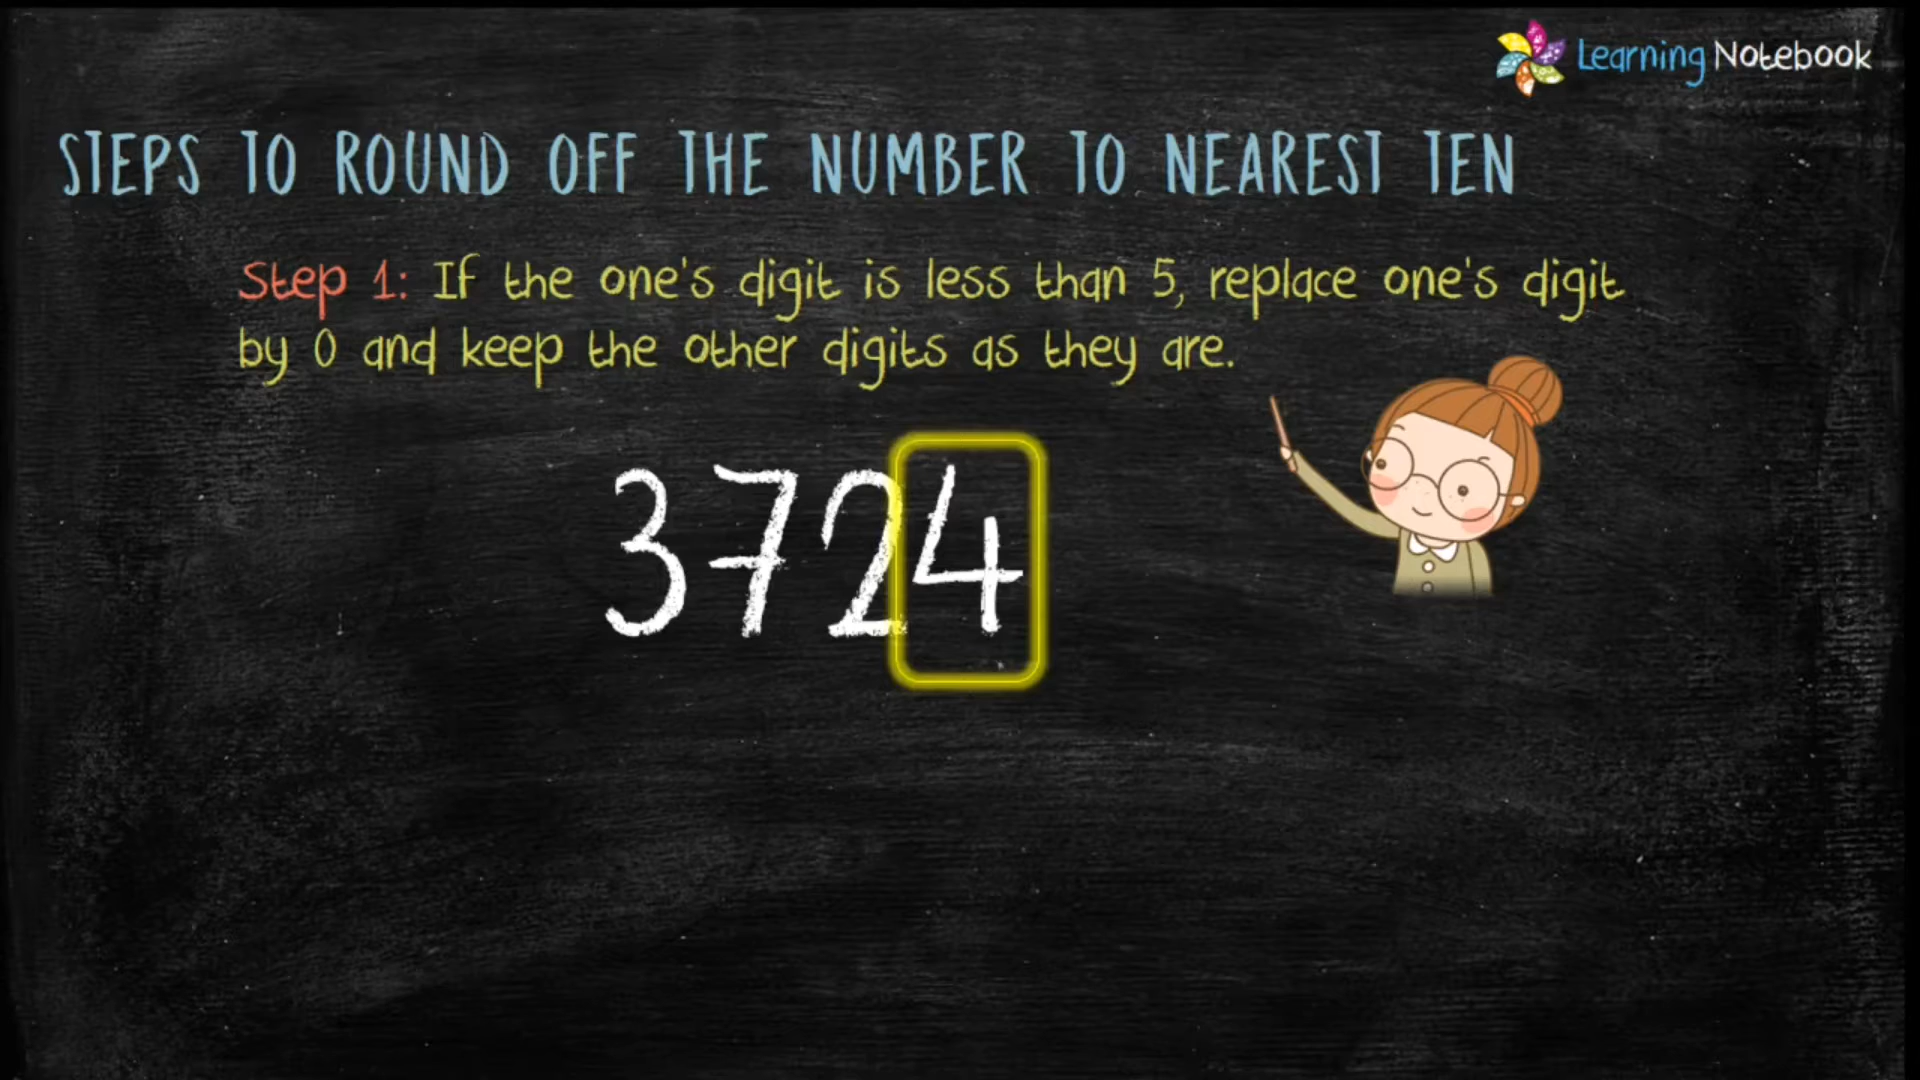 Learning Notebook
STEPS TO ROUND OFF THE NUMBER TO NEAREST TEN
Step 1: If the one's digit is less than 5, replace one's digit
by 0 and keep the other digits as they are.
3724